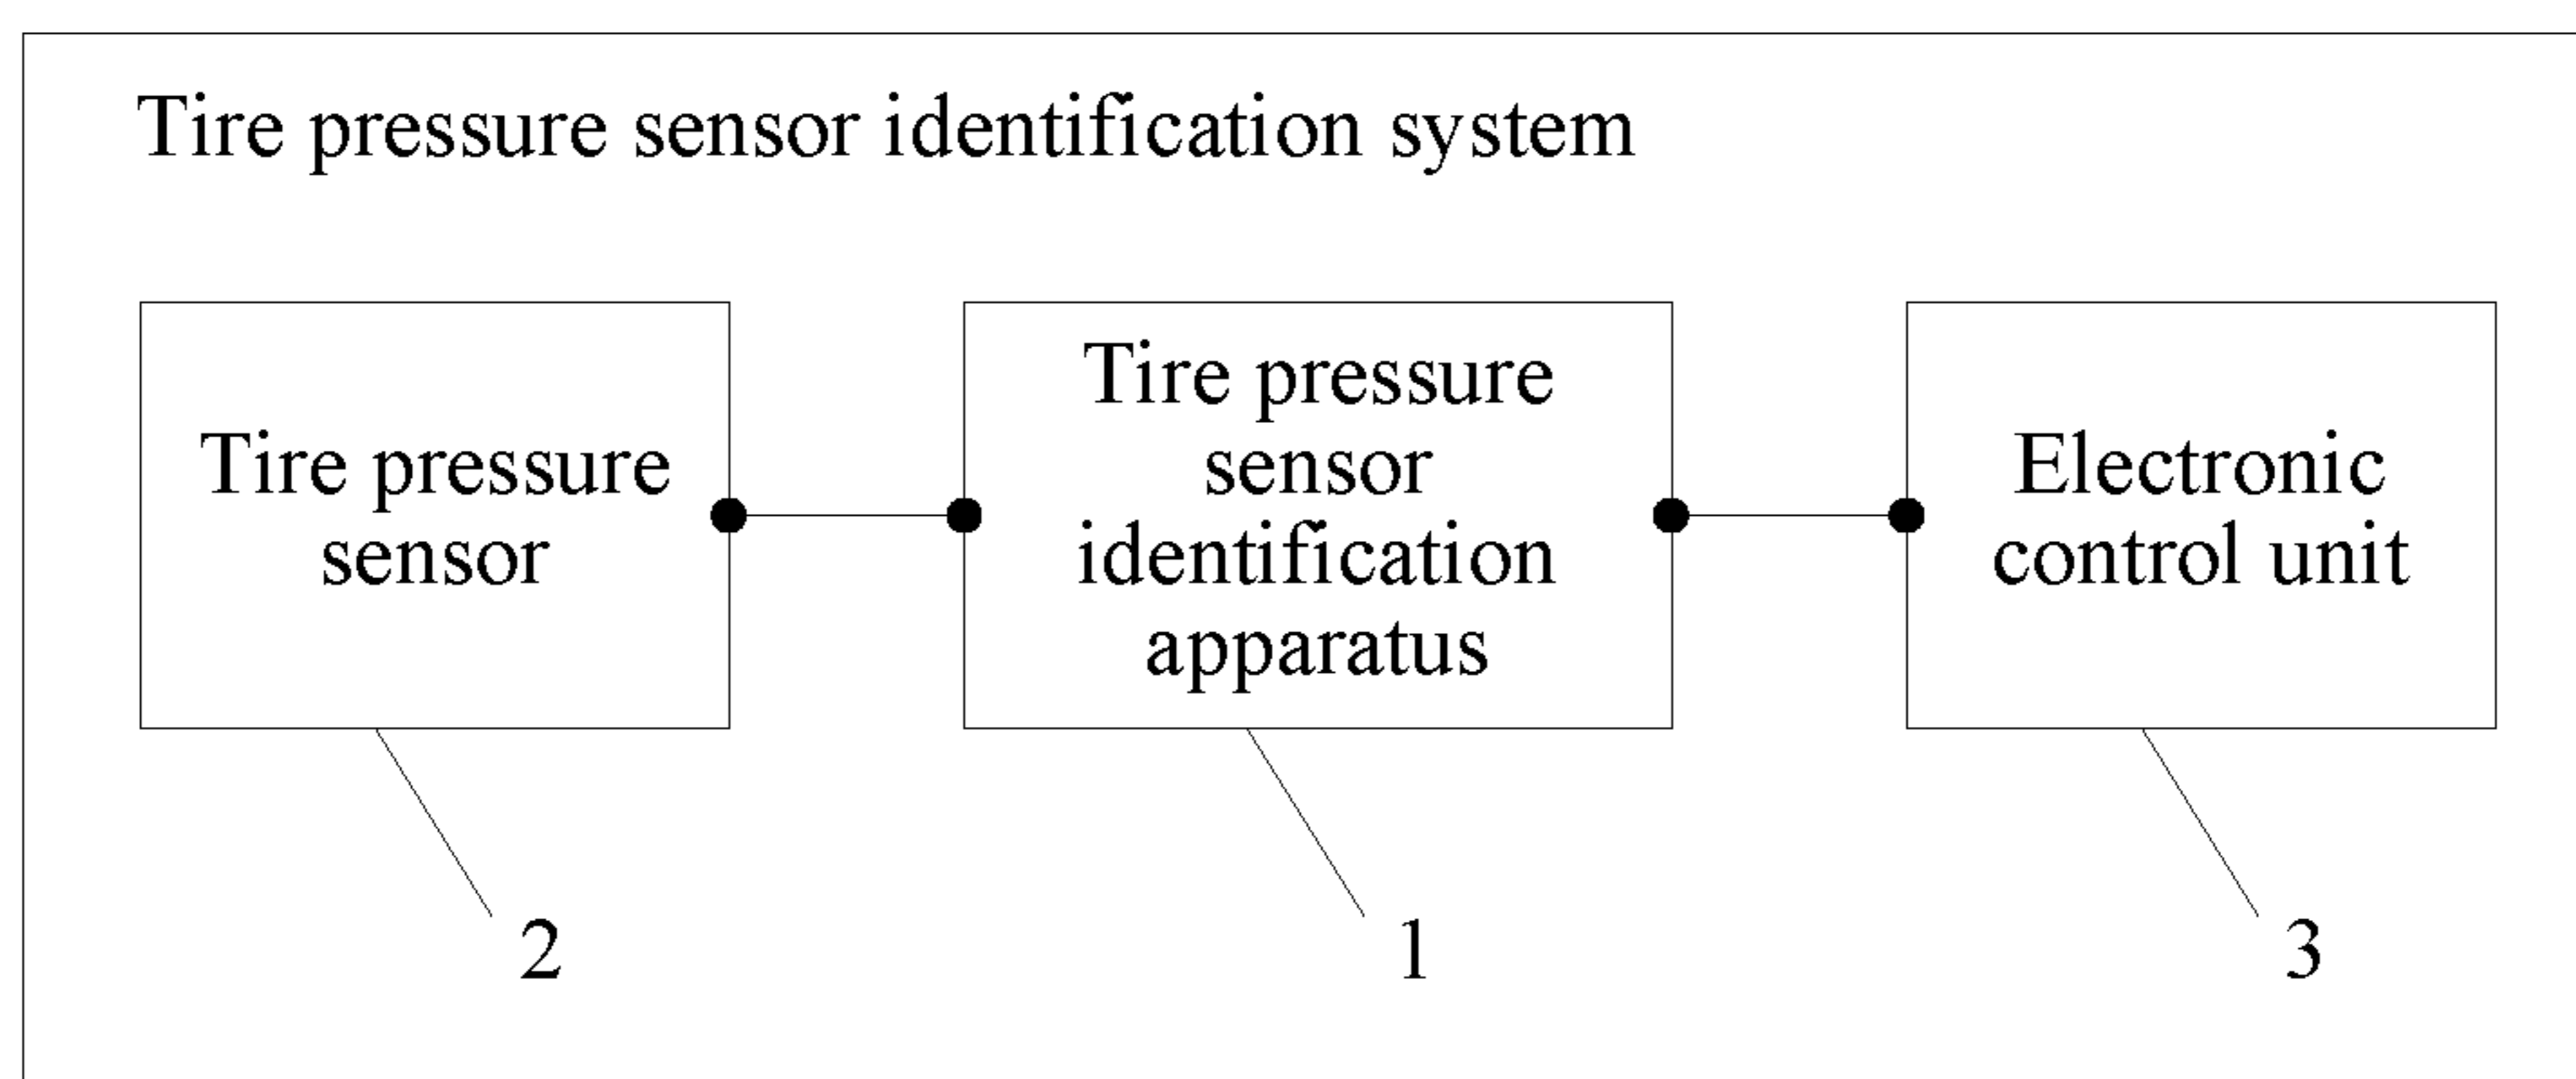 Tire pressure sensor identification system
Tire pressure
sensor
Tire pressure
sensor
identification
apparatus
Electronic
control unit
2
1
3